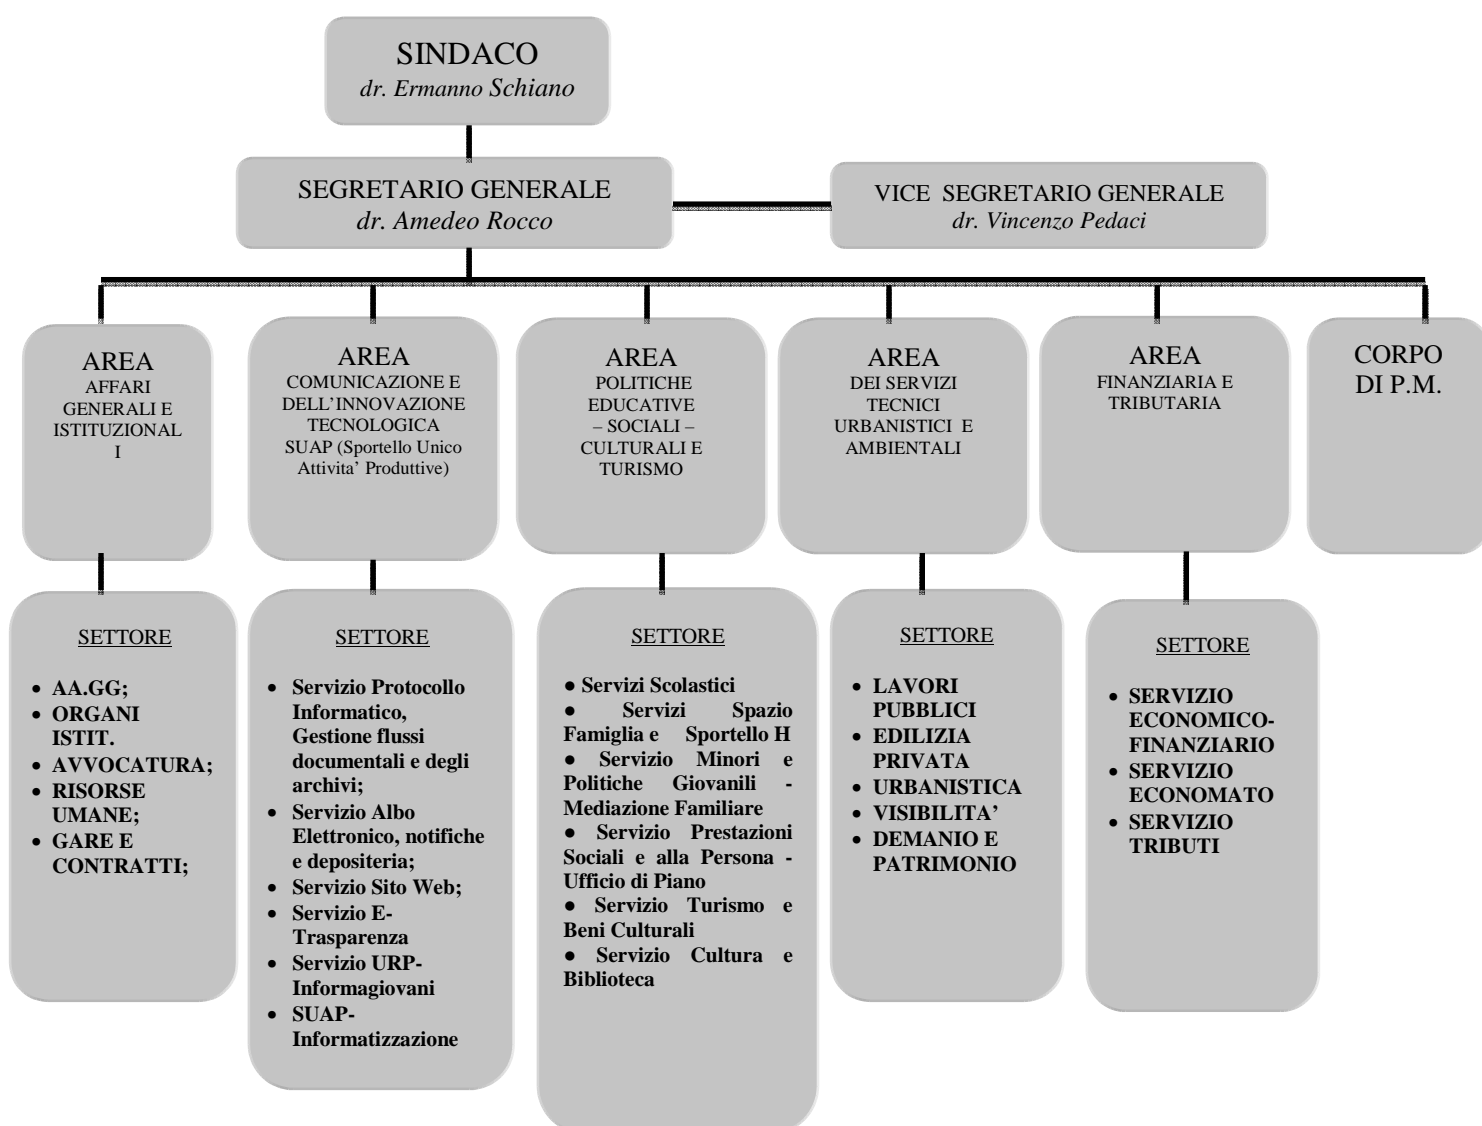 SINDACO
dr. Ermanno Schiano
SEGRETARIO GENERALE
dr. Amedeo Rocco
VICE SEGRETARIO GENERALE
dr. Vincenzo Pedaci
AREA
AFFARI
GENERALI E
ISTITUZIONAL
I
AREA
COMUNICAZIONE E
DELL’INNOVAZIONE
TECNOLOGICA
SUAP (Sportello Unico
Attivita’ Produttive)
AREA
POLITICHE
EDUCATIVE
– SOCIALI –
CULTURALI E
TURISMO
AREA
DEI SERVIZI
TECNICI
URBANISTICI E
AMBIENTALI
AREA
FINANZIARIA E
TRIBUTARIA
CORPO
DI P.M.
SETTORE
• AA.GG;
• ORGANI
ISTIT.
• AVVOCATURA;
• RISORSE
UMANE;
• GARE E
CONTRATTI;
SETTORE
• Servizio Protocollo
Informatico,
Gestione flussi
documentali e degli
archivi;
• Servizio Albo
Elettronico, notifiche
e depositeria;
• Servizio Sito Web;
• Servizio E-
Trasparenza
• Servizio URP-
Informagiovani
• SUAP-
Informatizzazione
SETTORE
● Servizi Scolastici
● Servizi Spazio
Famiglia e Sportello H
● Servizio Minori e
Politiche Giovanili -
Mediazione Familiare
● Servizio Prestazioni
Sociali e alla Persona -
Ufficio di Piano
● Servizio Turismo e
Beni Culturali
● Servizio Cultura e
Biblioteca
SETTORE
• LAVORI
PUBBLICI
• EDILIZIA
PRIVATA
• URBANISTICA
• VISIBILITA’
• DEMANIO E
PATRIMONIO
SETTORE
• SERVIZIO
ECONOMICO-
FINANZIARIO
• SERVIZIO
ECONOMATO
• SERVIZIO
TRIBUTI